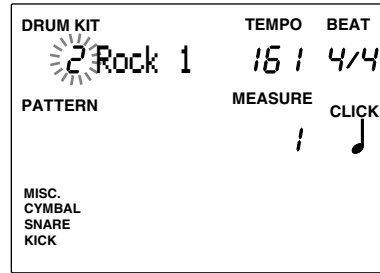 DRUM KIT TEMPO BEAT
2 Rock 1 161 4/4
PATTERN MEASURE CLICK
1
MISC.
CYMBAL
SNARE
KICK